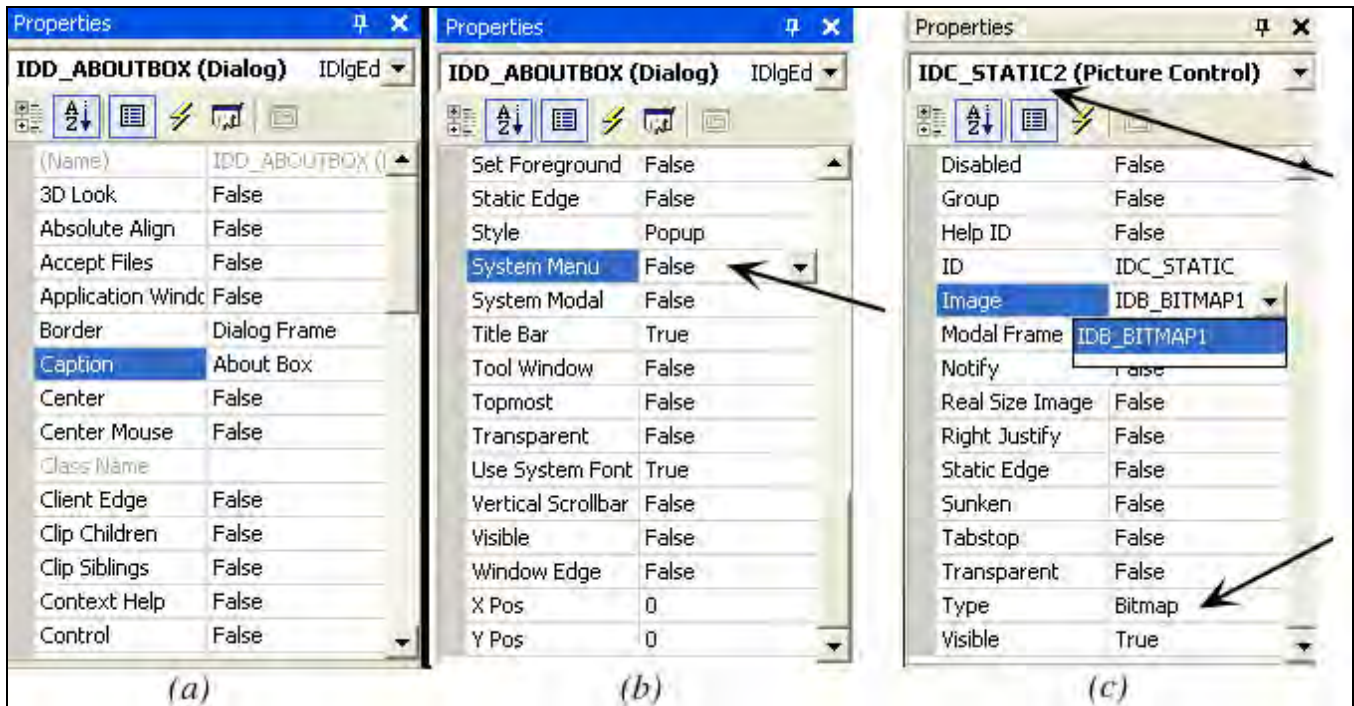 Properties
IDD_ABOUTBOX (Dialog) IDlgEd
(Name) IDD_ABOUTBOX (
3D Look False
Absolute Align False
Accept Files False
Application Windo False
Border Dialog Frame
Caption About Box
Center False
Center Mouse False
Class Name
Client Edge False
Clip Children False
Clip Siblings False
Context Help False
Control False
(a)
Properties
IDD_ABOUTBOX (Dialog) IDlgEd
Set Foreground False
Static Edge False
Style Popup
System Menu False
System Modal False
Title Bar True
Tool Window False
Topmost False
Transparent False
Use System Font True
Vertical Scrollbar False
Visible False
Window Edge False
X Pos 0
Y Pos 0
(b)
Properties
IDC_STATIC2 (Picture Control)
Disabled False
Group False
Help ID False
ID IDC_STATIC
Image IDB_BITMAP1
Modal Frame IDB_BITMAP1
Notify False
Real Size Image False
Right Justify False
Static Edge False
Sunken False
Tabstop False
Transparent False
Type Bitmap
Visible True
(c)